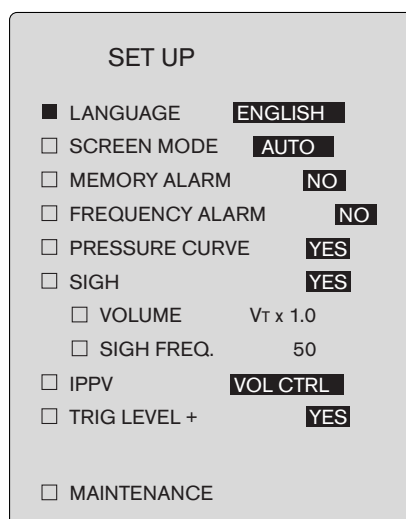 SET UP
LANGUAGE ENGLISH
SCREEN MODE AUTO
MEMORY ALARM NO
FREQUENCY ALARM NO
PRESSURE CURVE YES
SIGH YES
VOLUME VT x 1.0
SIGH FREQ. 50
IPPV VOL CTRL
TRIG LEVEL + YES
MAINTENANCE